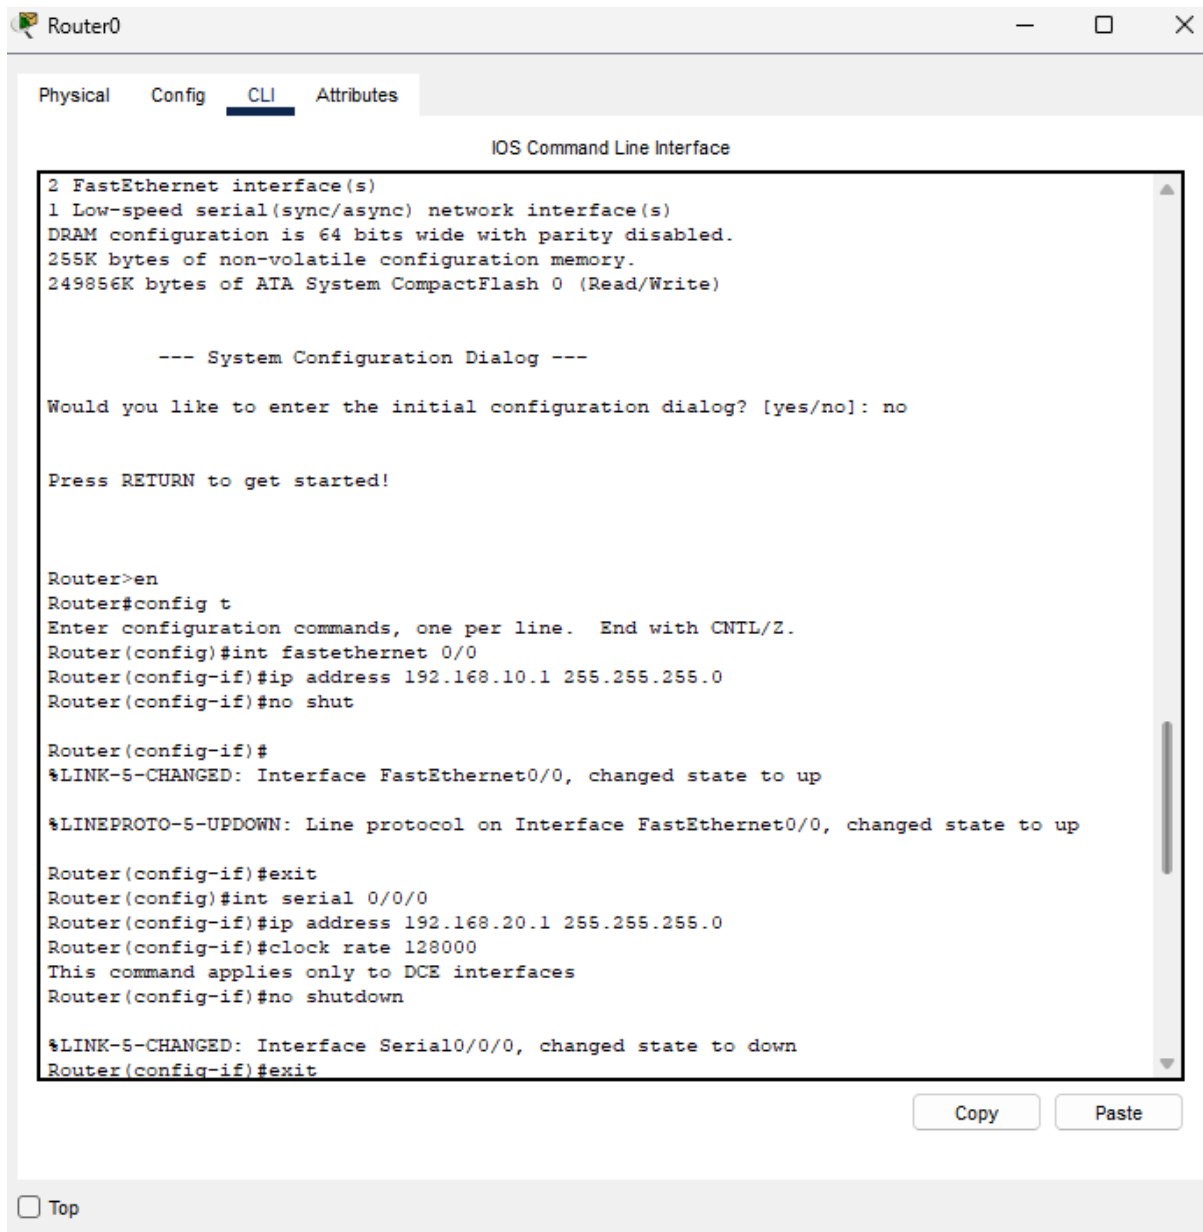 Router0
Physical Config CLI Attributes
IOS Command Line Interface
2 FastEthernet interface(s)
1 Low-speed serial(sync/async) network interface(s)
DRAM configuration is 64 bits wide with parity disabled.
255K bytes of non-volatile configuration memory.
249856K bytes of ATA System CompactFlash 0 (Read/Write)
--- System Configuration Dialog ---
Would you like to enter the initial configuration dialog? [yes/no]: no
Press RETURN to get started!
Router>en
Router#config t
Enter configuration commands, one per line.  End with CNTL/Z.
Router(config)#int fastethernet 0/0
Router(config-if)#ip address 192.168.10.1 255.255.255.0
Router(config-if)#no shut
Router(config-if)#
%LINK-5-CHANGED: Interface FastEthernet0/0, changed state to up
%LINEPROTO-5-UPDOWN: Line protocol on Interface FastEthernet0/0, changed state to up
Router(config-if)#exit
Router(config)#int serial 0/0/0
Router(config-if)#ip address 192.168.20.1 255.255.255.0
Router(config-if)#clock rate 128000
This command applies only to DCE interfaces
Router(config-if)#no shutdown
%LINK-5-CHANGED: Interface Serial0/0/0, changed state to down
Router(config-if)#exit
Copy Paste
Top